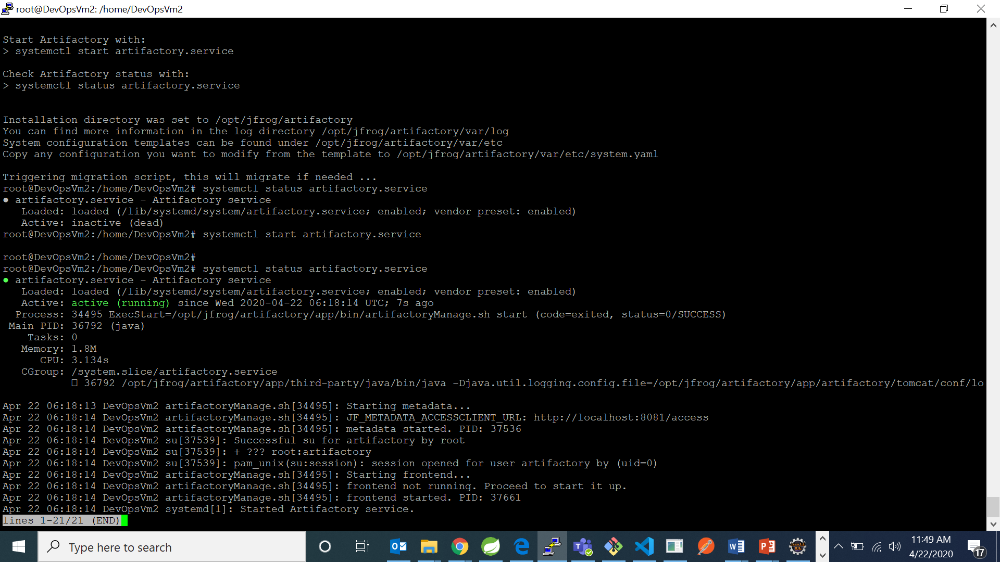 root@DevOpsVm2: /home/DevOpsVm2
Start Artifactory with:
> systemctl start artifactory.service
Check Artifactory status with:
> systemctl status artifactory.service
Installation directory was set to /opt/jfrog/artifactory
You can find more information in the log directory /opt/jfrog/artifactory/var/log
System configuration templates can be found under /opt/jfrog/artifactory/var/etc
Copy any configuration you want to modify from the template to /opt/jfrog/artifactory/var/etc/system.yaml
Triggering migration script, this will migrate if needed ...
root@DevOpsVm2:/home/DevOpsVm2# systemctl status artifactory.service
● artifactory.service - Artifactory service
Loaded: loaded (/lib/systemd/system/artifactory.service; enabled; vendor preset: enabled)
Active: inactive (dead)
root@DevOpsVm2:/home/DevOpsVm2# systemctl start artifactory.service
root@DevOpsVm2:/home/DevOpsVm2#
root@DevOpsVm2:/home/DevOpsVm2# systemctl status artifactory.service
● artifactory.service - Artifactory service
Loaded: loaded (/lib/systemd/system/artifactory.service; enabled; vendor preset: enabled)
Active: active (running) since Wed 2020-04-22 06:18:14 UTC; 7s ago
Process: 34495 ExecStart=/opt/jfrog/artifactory/app/bin/artifactoryManage.sh start (code=exited, status=0/SUCCESS)
Main PID: 36792 (java)
Tasks: 0
Memory: 1.8M
CPU: 3.134s
CGroup: /system.slice/artifactory.service
36792 /opt/jfrog/artifactory/app/third-party/java/bin/java -Djava.util.logging.config.file=/opt/jfrog/artifactory/app/artifactory/tomcat/conf/lo
Apr 22 06:18:13 DevOpsVm2 artifactoryManage.sh[34495]: Starting metadata...
Apr 22 06:18:14 DevOpsVm2 artifactoryManage.sh[34495]: JF_METADATA_ACCESSCLIENT_URL: http://localhost:8081/access
Apr 22 06:18:14 DevOpsVm2 artifactoryManage.sh[34495]: metadata started. PID: 37536
Apr 22 06:18:14 DevOpsVm2 su[37539]: Successful su for artifactory by root
Apr 22 06:18:14 DevOpsVm2 su[37539]: + ??? root:artifactory
Apr 22 06:18:14 DevOpsVm2 su[37539]: pam_unix(su:session): session opened for user artifactory by (uid=0)
Apr 22 06:18:14 DevOpsVm2 artifactoryManage.sh[34495]: Starting frontend...
Apr 22 06:18:14 DevOpsVm2 artifactoryManage.sh[34495]: frontend not running. Proceed to start it up.
Apr 22 06:18:14 DevOpsVm2 artifactoryManage.sh[34495]: frontend started. PID: 37661
Apr 22 06:18:14 DevOpsVm2 systemd[1]: Started Artifactory service.
lines 1-21/21 (END)
Type here to search
11:49 AM
4/22/2020
17